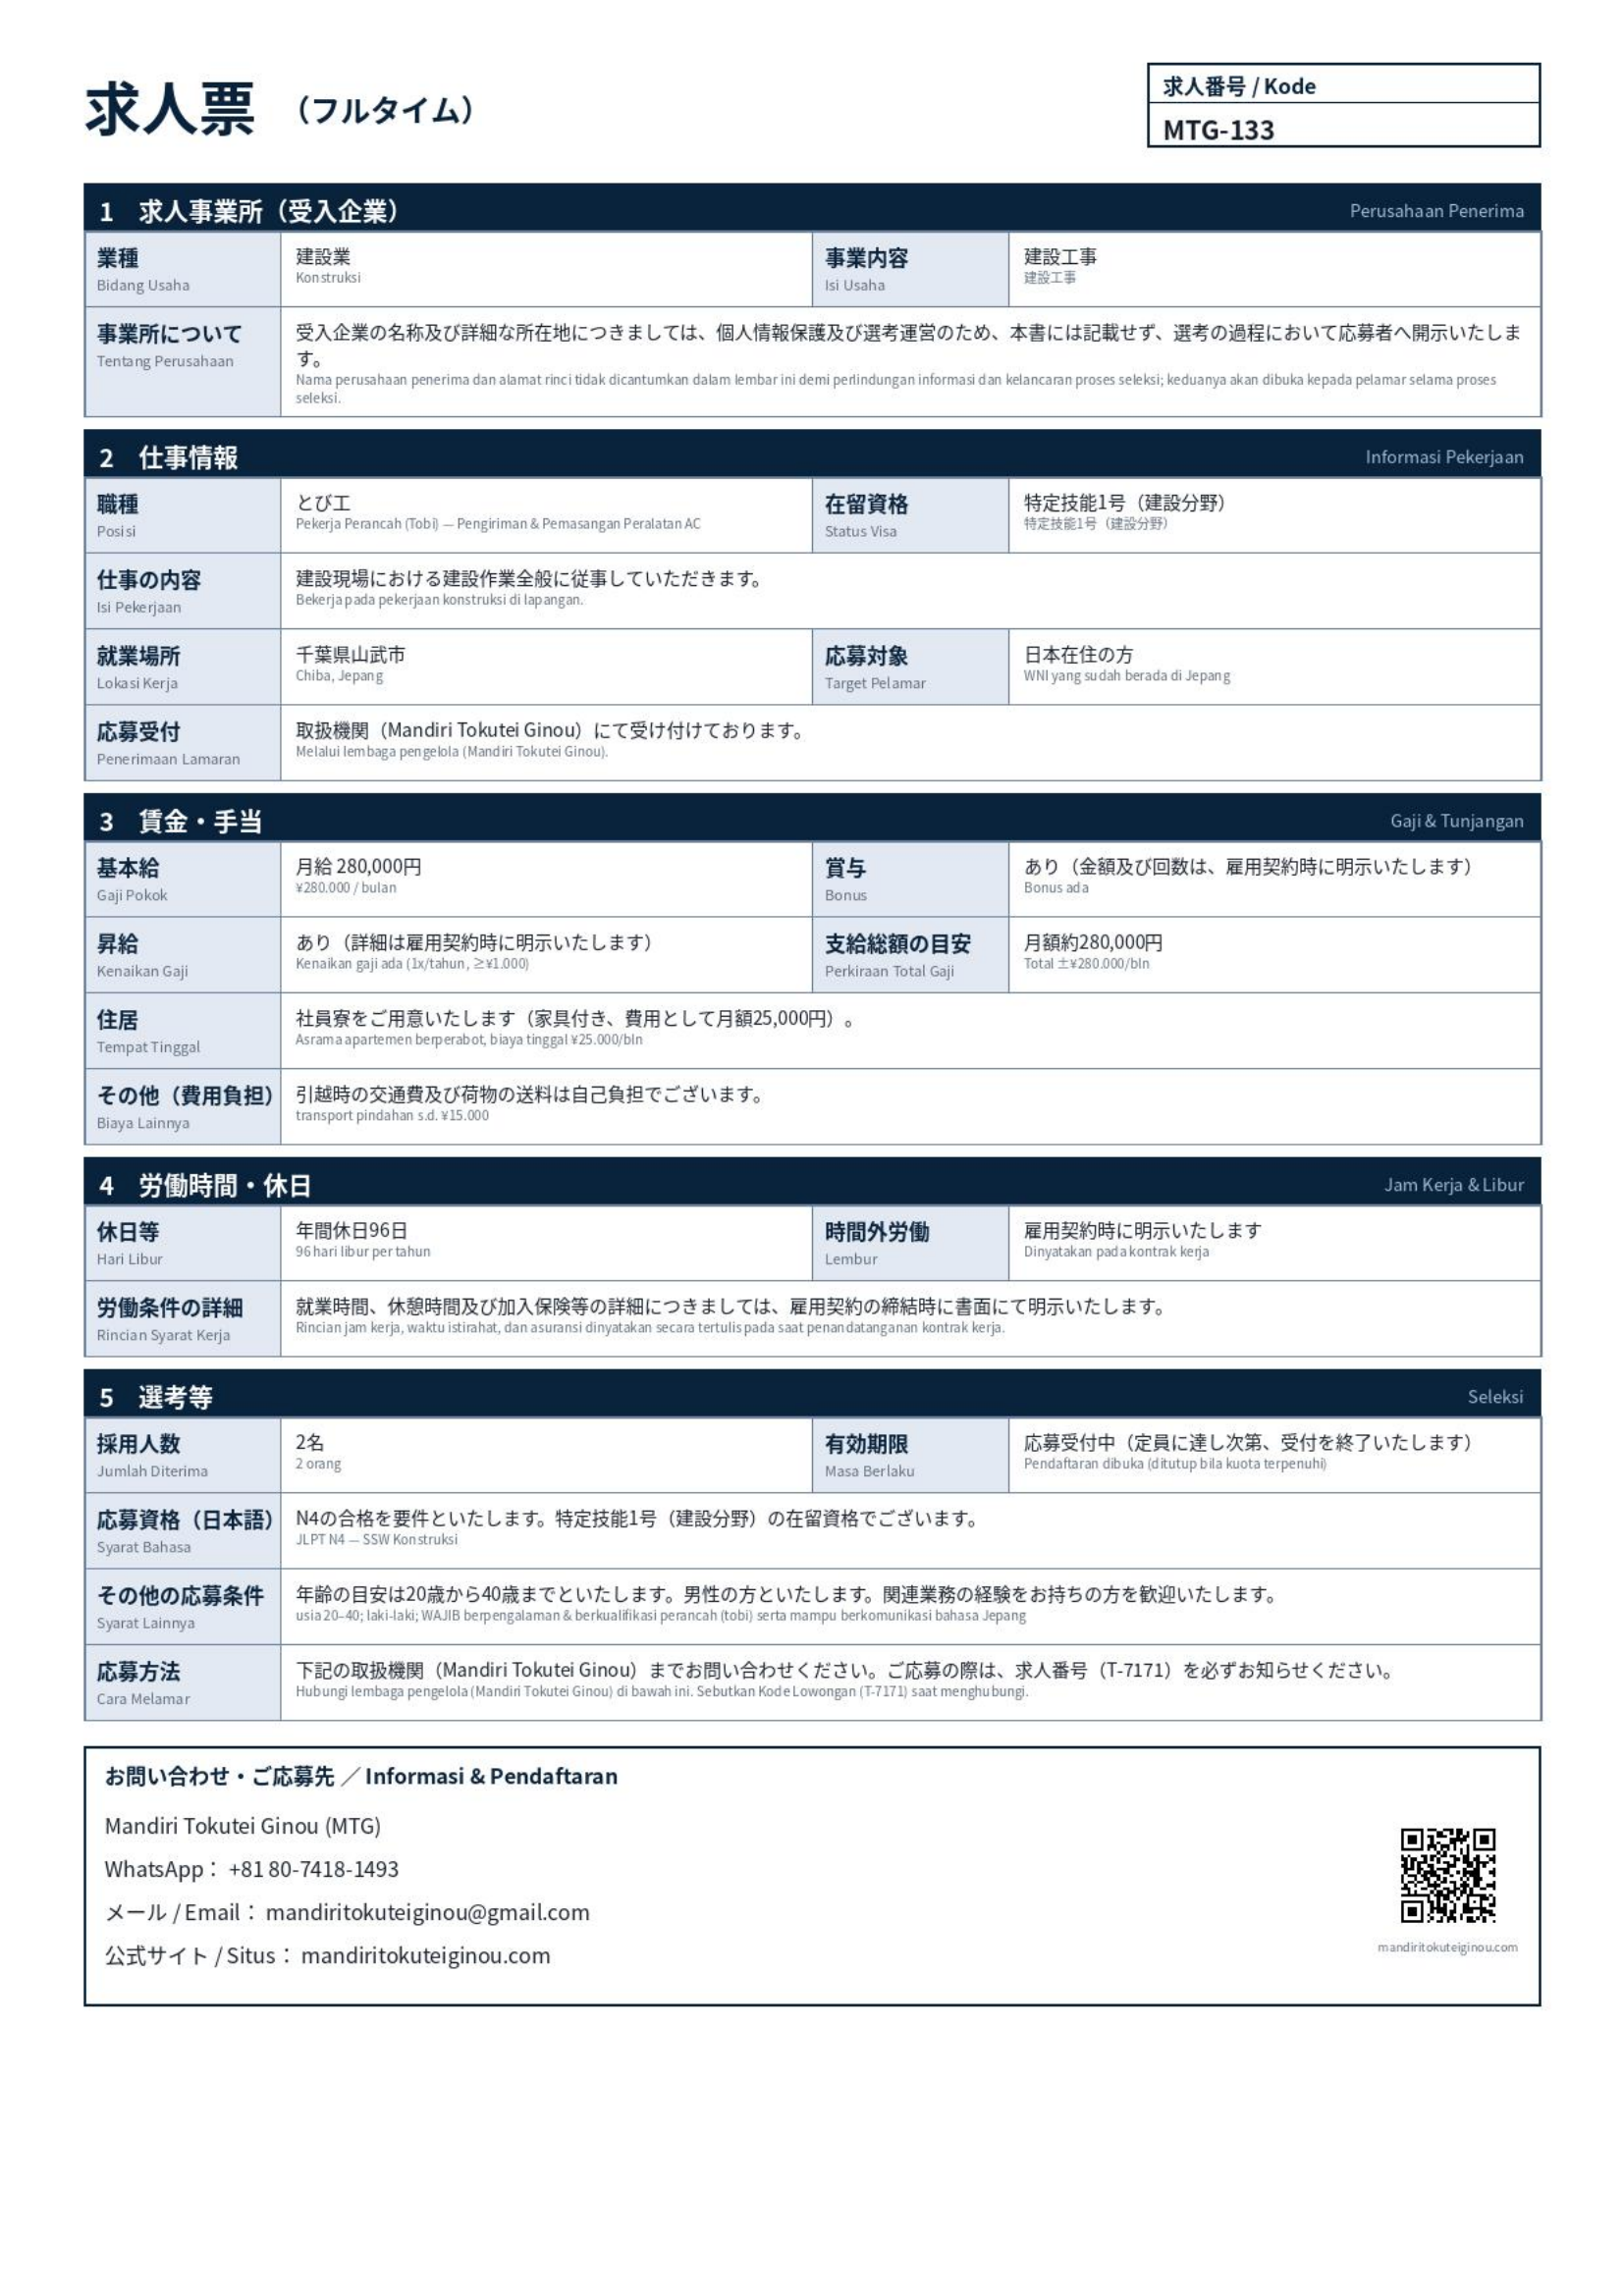 求人票 （フルタイム）
求人番号 / Kode
MTG-133
1 求人事業所（受入企業） Perusahaan Penerima
業種
Bidang Usaha
建設業
Konstruksi
事業内容
Isi Usaha
建設工事
建設工事
事業所について
Tentang Perusahaan
受入企業の名称及び詳細な所在地につきましては、個人情報保護及び選考運営のため、本書には記載せず、選考の過程において応募者へ開示いたしま
す。
Nama perusahaan penerima dan alamat rinci tidak dicantumkan dalam lembar ini demi perlindungan informasi dan kelancaran proses seleksi; keduanya akan dibuka kepada pelamar selama proses
seleksi.
2 仕事情報 Informasi Pekerjaan
職種
Posisi
とび工
Pekerja Perancah (Tobi) — Pengiriman & Pemasangan Peralatan AC
在留資格
Status Visa
特定技能1号（建設分野）
特定技能1号（建設分野）
仕事の内容
Isi Pekerjaan
建設現場における建設作業全般に従事していただきます。
Bekerja pada pekerjaan konstruksi di lapangan.
就業場所
Lokasi Kerja
千葉県山武市
Chiba, Jepang
応募対象
Target Pelamar
日本在住の方
WNI yang sudah berada di Jepang
応募受付
Penerimaan Lamaran
取扱機関（Mandiri Tokutei Ginou）にて受け付けております。
Melalui lembaga pengelola (Mandiri Tokutei Ginou).
3 賃金・手当 Gaji & Tunjangan
基本給
Gaji Pokok
月給 280,000円
¥280.000 / bulan
賞与
Bonus
あり（金額及び回数は、雇用契約時に明示いたします）
Bonus ada
昇給
Kenaikan Gaji
あり（詳細は雇用契約時に明示いたします）
Kenaikan gaji ada (1x/tahun, ≥¥1.000)
支給総額の目安
Perkiraan Total Gaji
月額約280,000円
Total ±¥280.000/bln
住居
Tempat Tinggal
社員寮をご用意いたします（家具付き、費用として月額25,000円）。
Asrama apartemen berperabot, biaya tinggal ¥25.000/bln
その他（費用負担）
Biaya Lainnya
引越時の交通費及び荷物の送料は自己負担でございます。
transport pindahan s.d. ¥15.000
4 労働時間・休日 Jam Kerja & Libur
休日等
Hari Libur
年間休日96日
96 hari libur per tahun
時間外労働
Lembur
雇用契約時に明示いたします
Dinyatakan pada kontrak kerja
労働条件の詳細
Rincian Syarat Kerja
就業時間、休憩時間及び加入保険等の詳細につきましては、雇用契約の締結時に書面にて明示いたします。
Rincian jam kerja, waktu istirahat, dan asuransi dinyatakan secara tertulis pada saat penandatanganan kontrak kerja.
5 選考等 Seleksi
採用人数
Jumlah Diterima
2名
2 orang
有効期限
Masa Berlaku
応募受付中（定員に達し次第、受付を終了いたします）
Pendaftaran dibuka (ditutup bila kuota terpenuhi)
応募資格（日本語）
Syarat Bahasa
N4の合格を要件といたします。特定技能1号（建設分野）の在留資格でございます。
JLPT N4 — SSW Konstruksi
その他の応募条件
Syarat Lainnya
年齢の目安は20歳から40歳までといたします。男性の方といたします。関連業務の経験をお持ちの方を歓迎いたします。
usia 20–40; laki-laki; WAJIB berpengalaman & berkualifikasi perancah (tobi) serta mampu berkomunikasi bahasa Jepang
応募方法
Cara Melamar
下記の取扱機関（Mandiri Tokutei Ginou）までお問い合わせください。ご応募の際は、求人番号（T-7171）を必ずお知らせください。
Hubungi lembaga pengelola (Mandiri Tokutei Ginou) di bawah ini. Sebutkan Kode Lowongan (T-7171) saat menghubungi.
お問い合わせ・ご応募先 ／ Informasi & Pendaftaran
Mandiri Tokutei Ginou (MTG)
WhatsApp： +81 80-7418-1493
メール / Email： mandiritokuteiginou@gmail.com
公式サイト / Situs： mandiritokuteiginou.com
mandiritokuteiginou.com